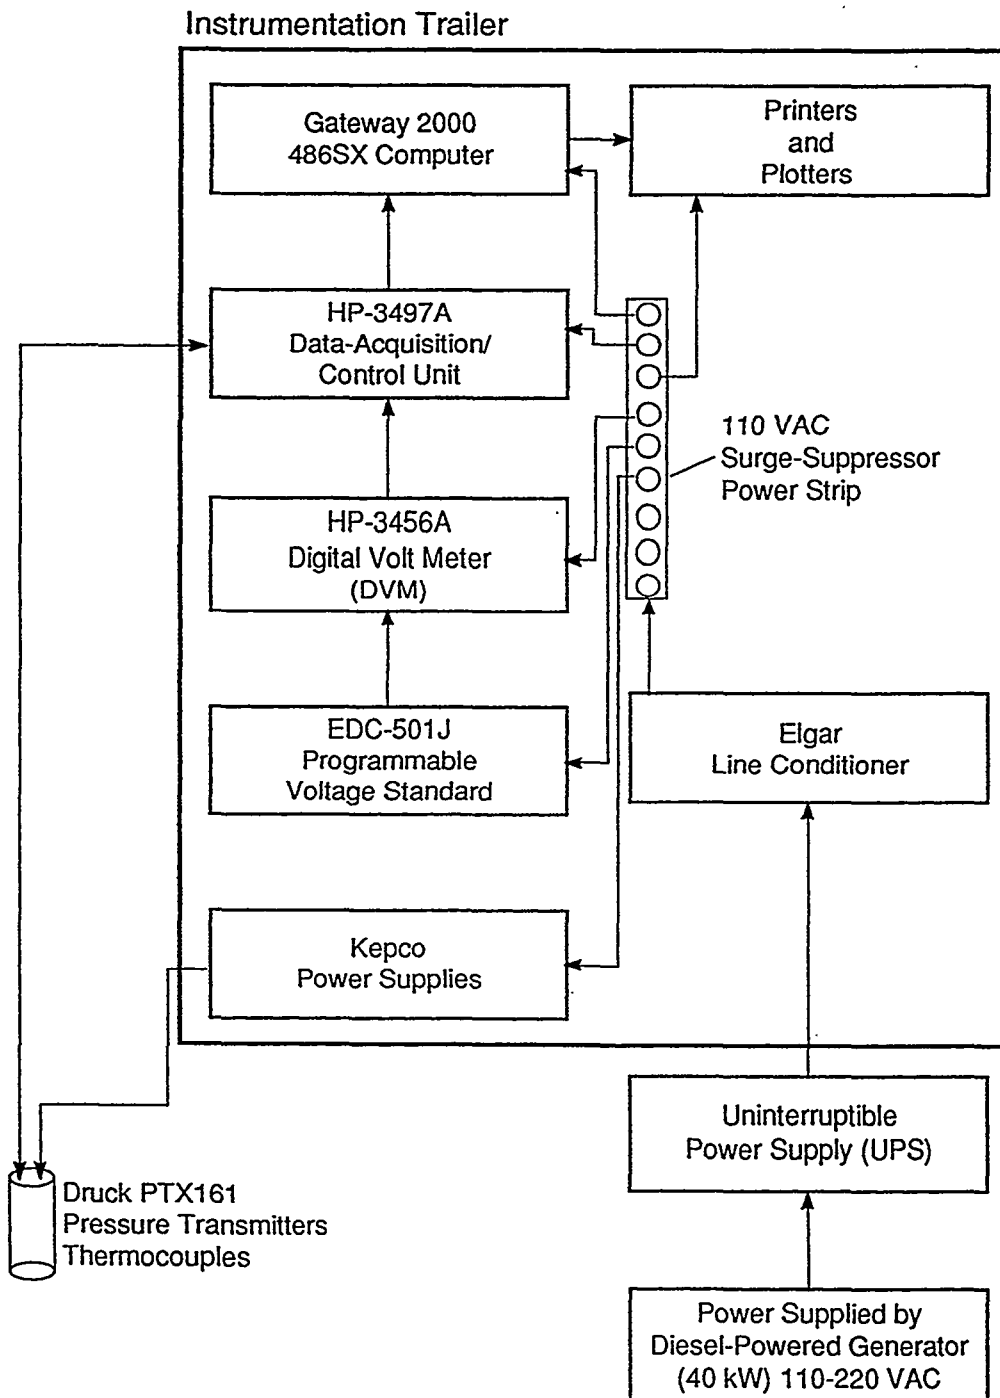 Instrumentation Trailer
Gateway 2000
486SX Computer
Printers
and
Plotters
HP-3497A
Data-Acquisition/
Control Unit
110 VAC
Surge-Suppressor
Power Strip
HP-3456A
Digital Volt Meter
(DVM)
EDC-501J
Programmable
Voltage Standard
Elgar
Line Conditioner
Kepco
Power Supplies
Uninterruptible
Power Supply (UPS)
Druck PTX161
Pressure Transmitters
Thermocouples
Power Supplied by
Diesel-Powered Generator
(40 kW) 110-220 VAC